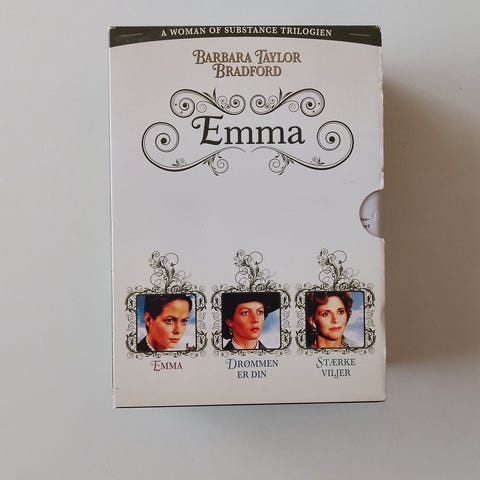 A WOMAN OF SUBSTANCE TRILOGIEN
BARBARA TAYLOR
BRADFORD
Emma
EMMA
DRØMMEN
ER DIN
STÆRKE
VILJER